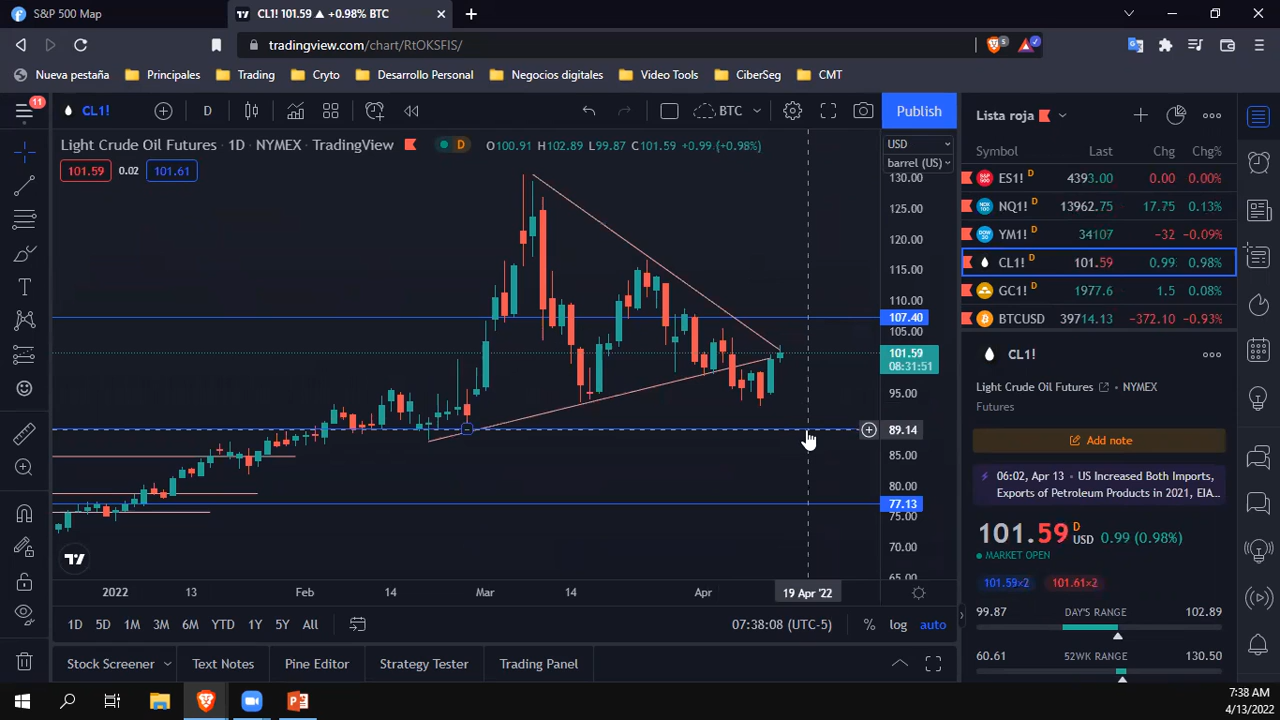 S&P 500 Map
CL1! 101.59 ▲ +0.98% BTC
tradingview.com/chart/RtOKSFIS/
Nueva pestaña
Principales
Trading
Cryto
Desarrollo Personal
Negocios digitales
Video Tools
CiberSeg
CMT
11
CL1!
D
BTC
Publish
Lista roja
Light Crude Oil Futures · 1D · NYMEX · TradingView
D
O100.91 H102.89 L99.87 C101.59 +0.99 (+0.98%)
101.59
0.02
101.61
USD
barrel (US)
Symbol Last Chg Chg%
ES1! D 4393.00 0.00 0.00%
NQ1! D 13962.75 17.75 0.13%
YM1! D 34107 -32 -0.09%
CL1! D 101.59 0.99 0.98%
GC1! D 1977.6 1.5 0.08%
BTCUSD 39714.13 -372.10 -0.93%
130.00
125.00
120.00
115.00
110.00
107.40
105.00
101.59
08:31:51
95.00
89.14
85.00
80.00
77.13
75.00
70.00
65.00
CL1!
Light Crude Oil Futures · NYMEX
Futures
Add note
06:02, Apr 13 • US Increased Both Imports,
Exports of Petroleum Products in 2021, EIA...
101.59 D USD 0.99 (0.98%)
MARKET OPEN
101.59×2 101.61×2
99.87 DAY'S RANGE 102.89
60.61 52WK RANGE 130.50
2022 13 Feb 14 Mar 14 Apr 19 Apr '22
1D 5D 1M 3M 6M YTD 1Y 5Y All
07:38:08 (UTC-5)
% log auto
Stock Screener
Text Notes
Pine Editor
Strategy Tester
Trading Panel
7:38 AM
4/13/2022